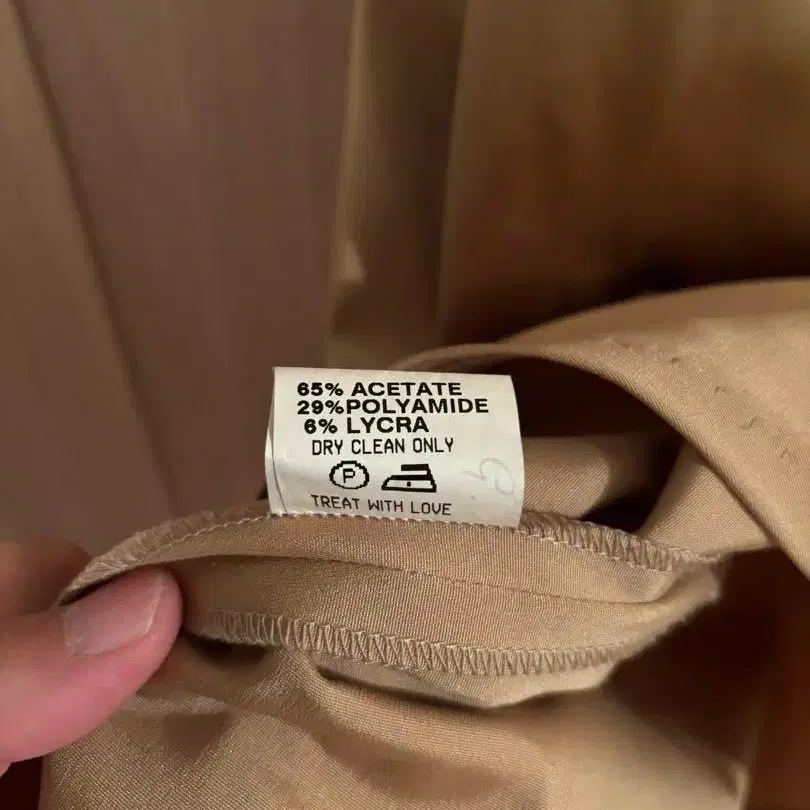 65% ACETATE
29%POLYAMIDE
6% LYCRA
DRY CLEAN ONLY
P
TREAT WITH LOVE